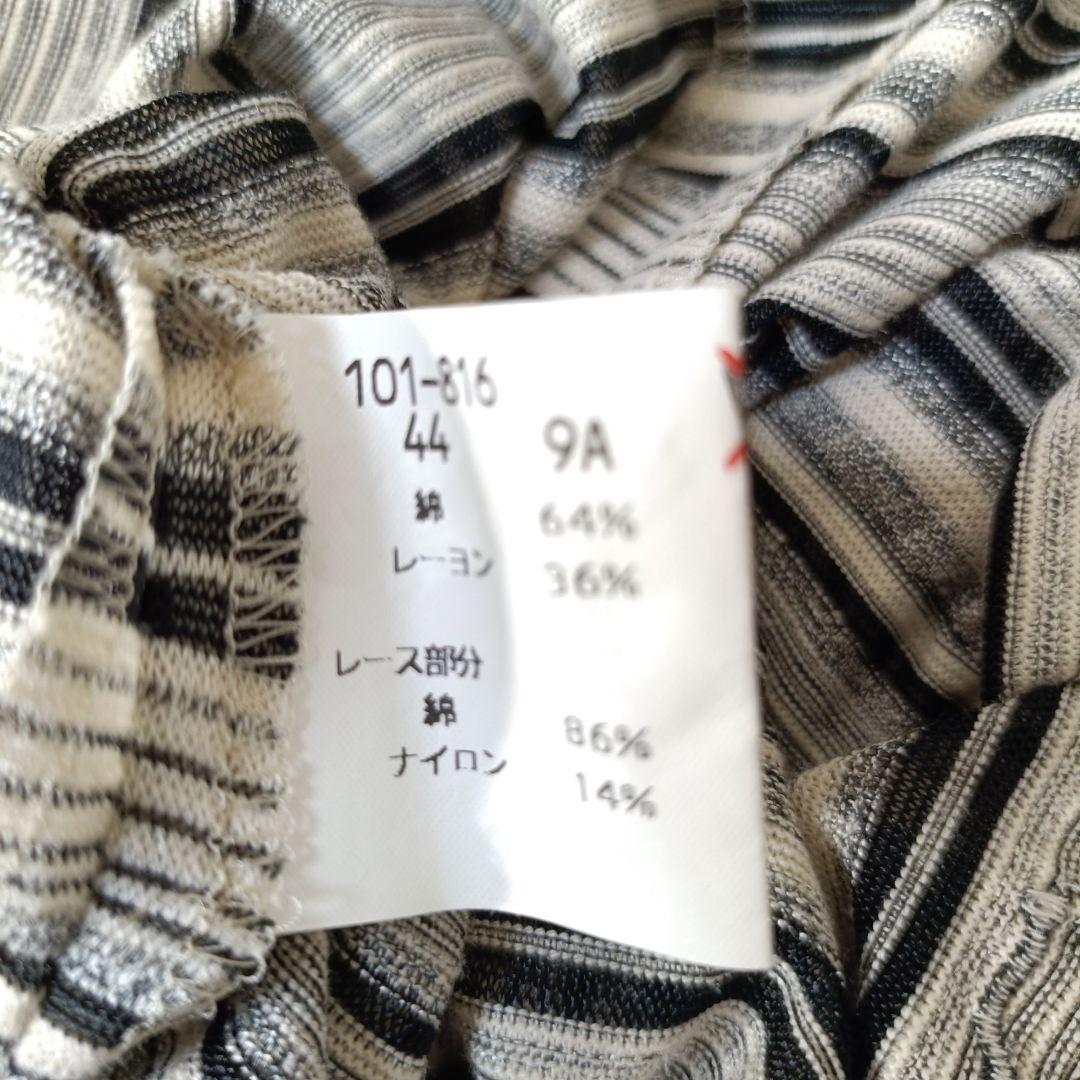 101-816
44 9A
綿 64%
レーヨン 36%
レース部分
綿 86%
ナイロン 14%